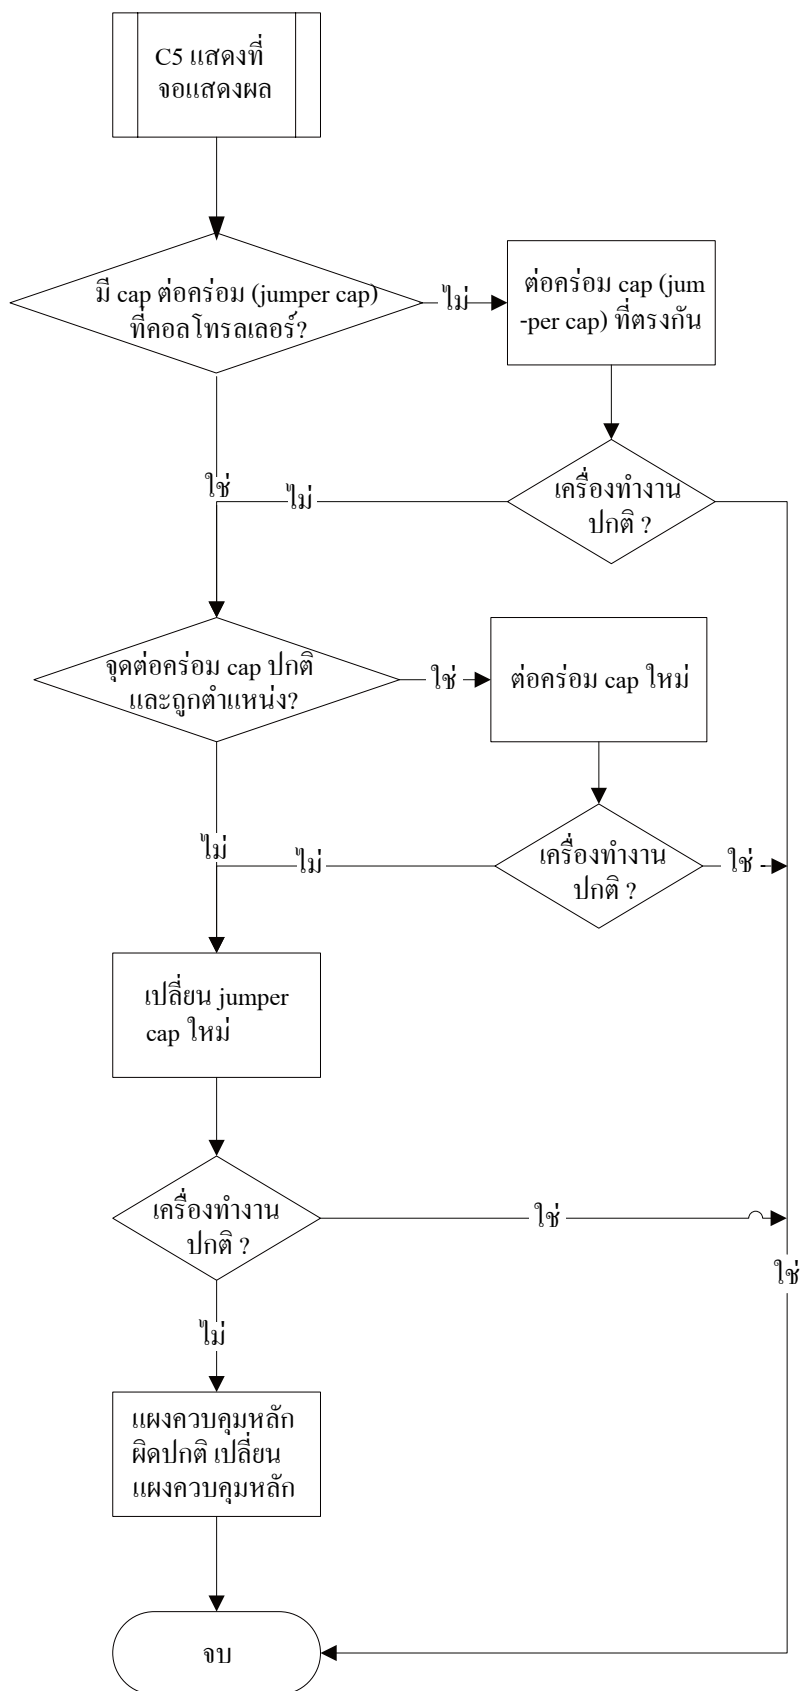 C5 แสดงที่
จอแสดงผล
มี cap ต่อคร่อม (jumper cap)
ที่คอลโทรลเลอร์?
ไม่
ต่อคร่อม cap (jum
-per cap) ที่ตรงกัน
ใช่
ไม่
เครื่องทำงาน
ปกติ ?
จุดต่อคร่อม cap ปกติ
และถูกตำแหน่ง?
ใช่
ต่อคร่อม cap ใหม่
ไม่
ไม่
เครื่องทำงาน
ปกติ ?
ใช่
เปลี่ยน jumper
cap ใหม่
เครื่องทำงาน
ปกติ ?
ใช่
ใช่
ไม่
แผงควบคุมหลัก
ผิดปกติ เปลี่ยน
แผงควบคุมหลัก
จบ